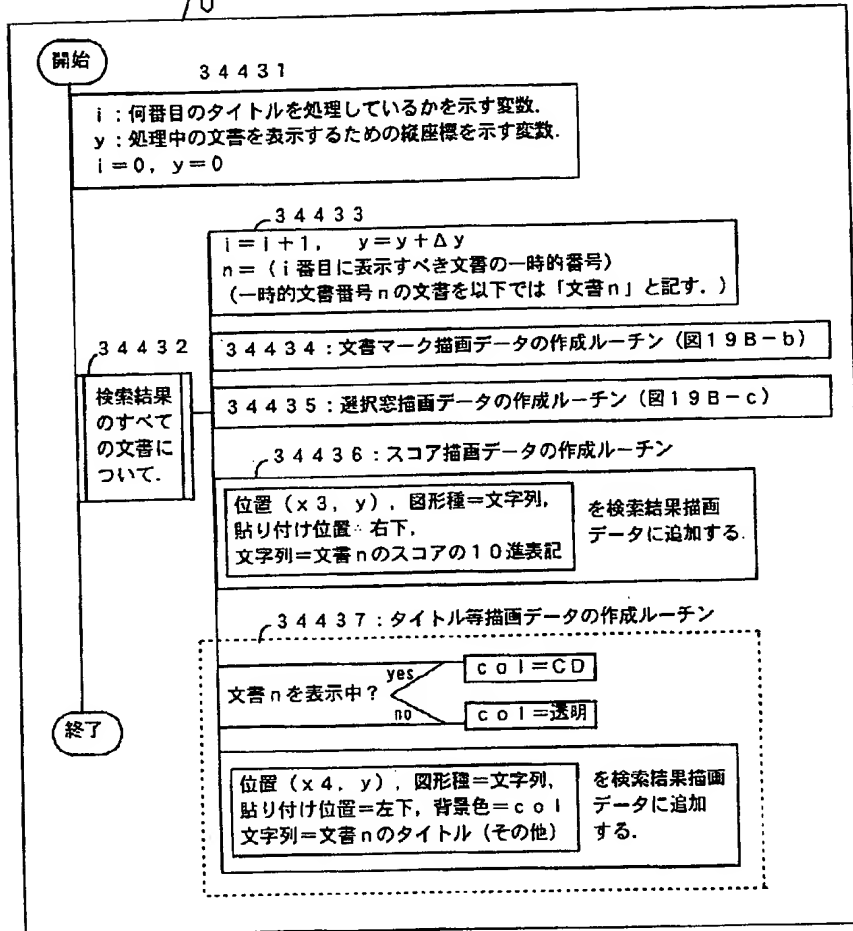 開始
34431
i：何番目のタイトルを処理しているかを示す変数．
y：処理中の文書を表示するための縦座標を示す変数．
i＝0，y＝0
34433
i＝i＋1，　y＝y＋Δy
n＝（i番目に表示すべき文書の一時的番号）
（一時的文書番号nの文書を以下では「文書n」と記す．）
34432
検索結果
のすべて
の文書に
ついて．
34434：文書マーク描画データの作成ルーチン（図19B－b）
34435：選択窓描画データの作成ルーチン（図19B－c）
34436：スコア描画データの作成ルーチン
位置（x3，y），図形種＝文字列，
貼り付け位置＝右下，
文字列＝文書nのスコアの10進表記
を検索結果描画
データに追加する．
34437：タイトル等描画データの作成ルーチン
文書nを表示中？
yes
col＝CD
no
col＝透明
位置（x4，y），図形種＝文字列，
貼り付け位置＝左下，背景色＝col
文字列＝文書nのタイトル（その他）
を検索結果描画
データに追加
する．
終了